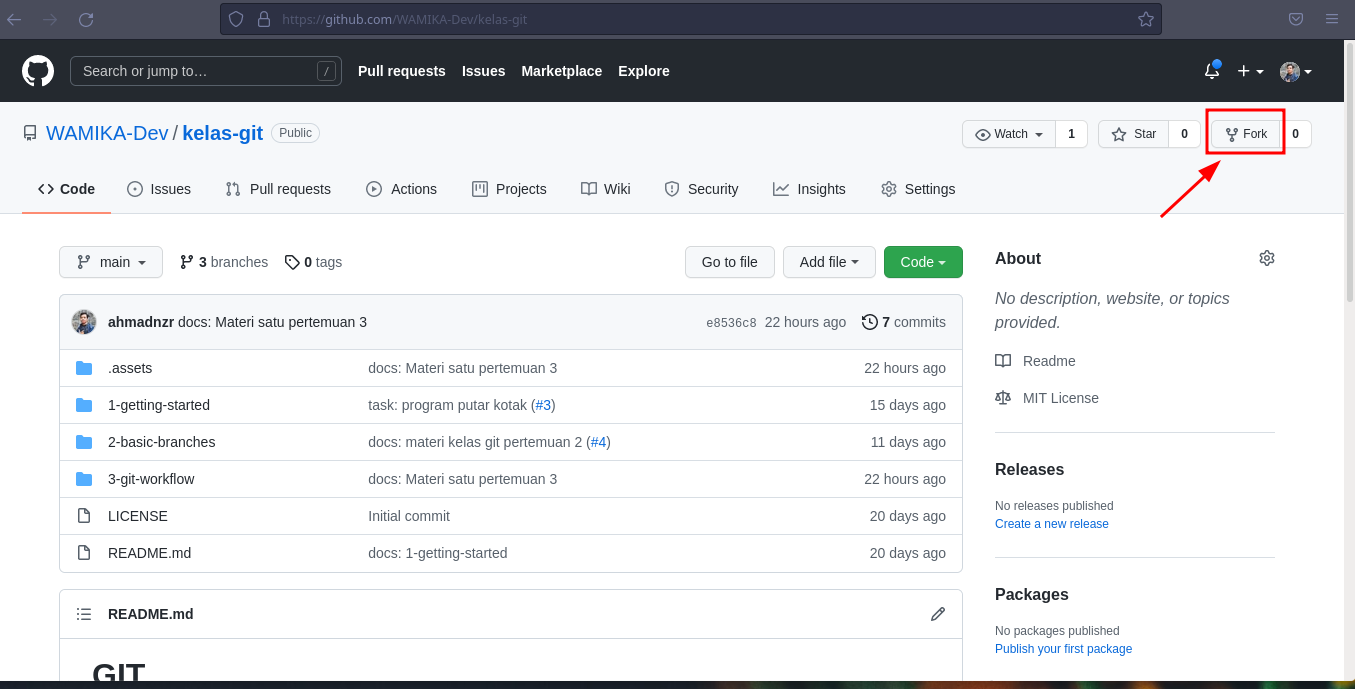 https://github.com/WAMIKA-Dev/kelas-git
Search or jump to… /
Pull requests Issues Marketplace Explore
WAMIKA-Dev / kelas-git Public
Watch 1 Star 0 Fork 0
Code Issues Pull requests Actions Projects Wiki Security Insights Settings
main 3 branches 0 tags Go to file Add file Code
ahmadnzr docs: Materi satu pertemuan 3 e8536c8 22 hours ago 7 commits
.assets docs: Materi satu pertemuan 3 22 hours ago
1-getting-started task: program putar kotak (#3) 15 days ago
2-basic-branches docs: materi kelas git pertemuan 2 (#4) 11 days ago
3-git-workflow docs: Materi satu pertemuan 3 22 hours ago
LICENSE Initial commit 20 days ago
README.md docs: 1-getting-started 20 days ago
README.md
GIT
About
No description, website, or topics
provided.
Readme
MIT License
Releases
No releases published
Create a new release
Packages
No packages published
Publish your first package